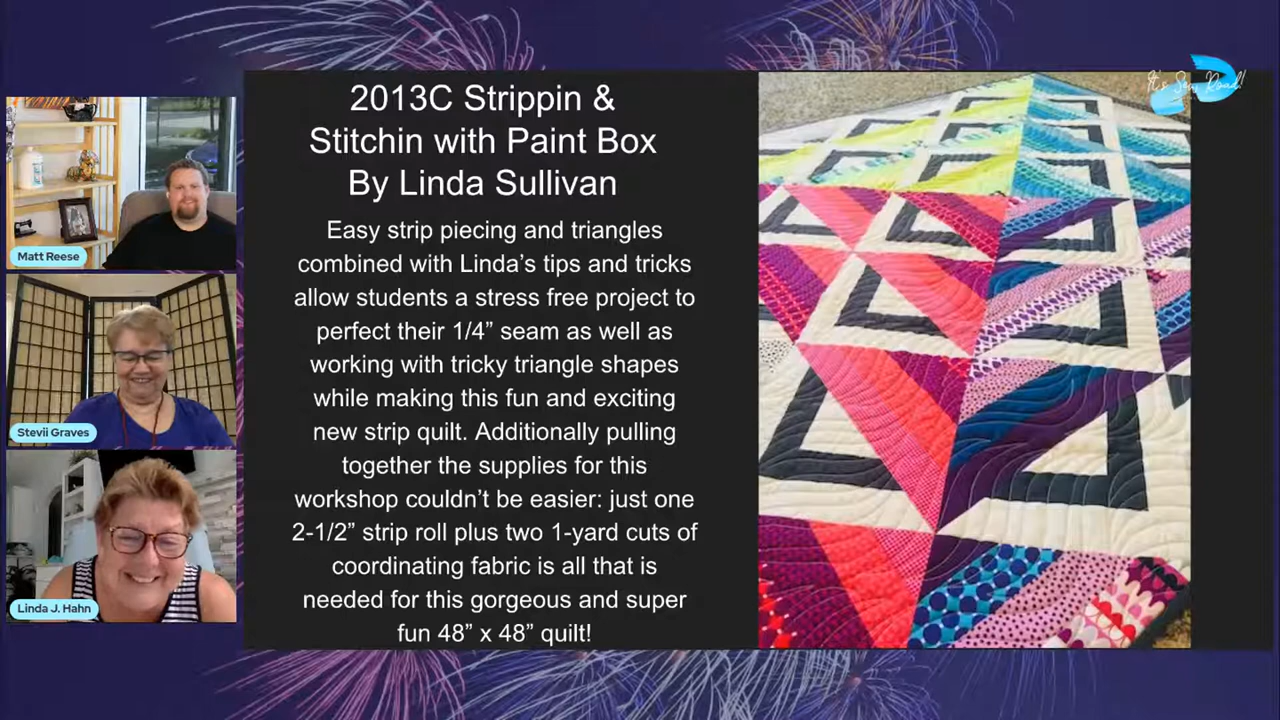 2013C Strippin &
Stitchin with Paint Box
By Linda Sullivan
Easy strip piecing and triangles
combined with Linda’s tips and tricks
allow students a stress free project to
perfect their 1/4” seam as well as
working with tricky triangle shapes
while making this fun and exciting
new strip quilt. Additionally pulling
together the supplies for this
workshop couldn’t be easier: just one
2-1/2” strip roll plus two 1-yard cuts of
coordinating fabric is all that is
needed for this gorgeous and super
fun 48” x 48” quilt!
It's Sew Road!
Matt Reese
Stevii Graves
Linda J. Hahn